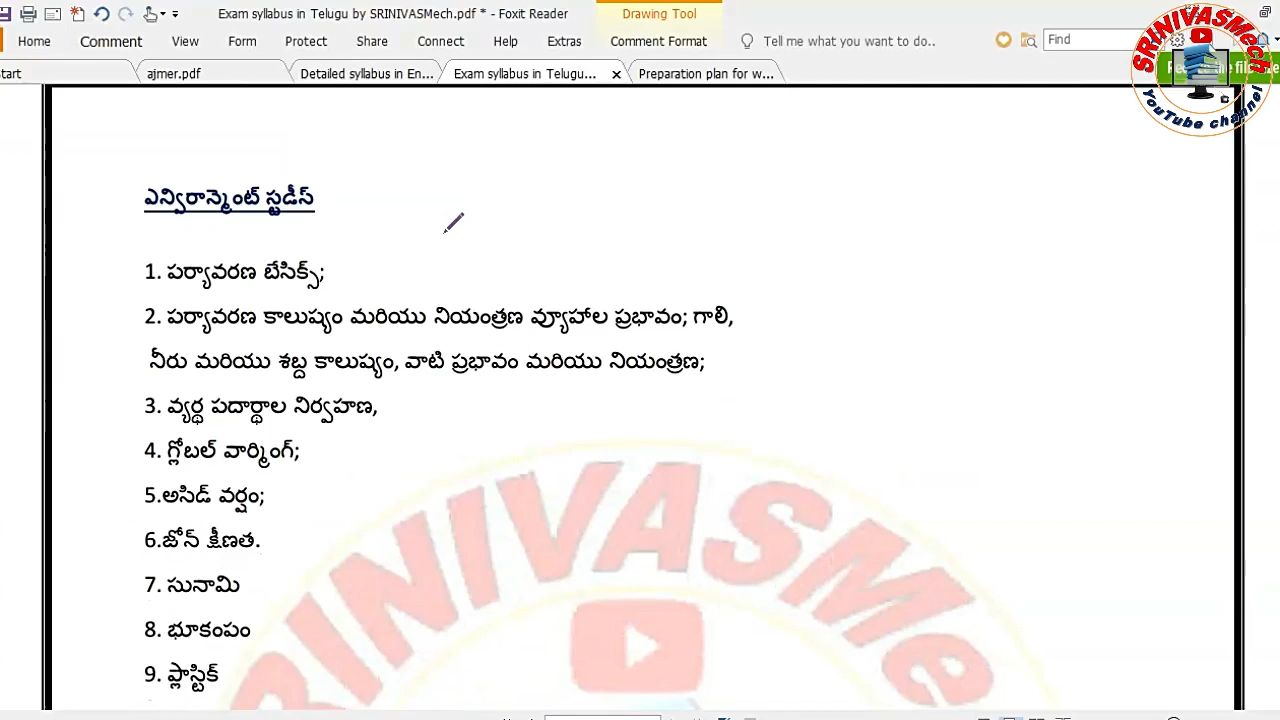 Exam syllabus in Telugu by SRINIVASMech.pdf * - Foxit Reader
Drawing Tool
Home Comment View Form Protect Share Connect Help Extras Comment Format Tell me what you want to do.. Find
Start ajmer.pdf Detailed syllabus in En... Exam syllabus in Telugu... Preparation plan for w...
SRINIVASMech
YouTube channel
ఎన్విరాన్మెంట్ స్టడీస్
1. పర్యావరణ బేసిక్స్;
2. పర్యావరణ కాలుష్యం మరియు నియంత్రణ వ్యూహాల ప్రభావం; గాలి,
నీరు మరియు శబ్ద కాలుష్యం, వాటి ప్రభావం మరియు నియంత్రణ;
3. వ్యర్థ పదార్థాల నిర్వహణ,
4. గ్లోబల్ వార్మింగ్;
5.అసిడ్ వర్షం;
6.జోన్ క్షీణత.
7. సునామి
8. భూకంపం
9. ప్లాస్టిక్
SRINIVASMe